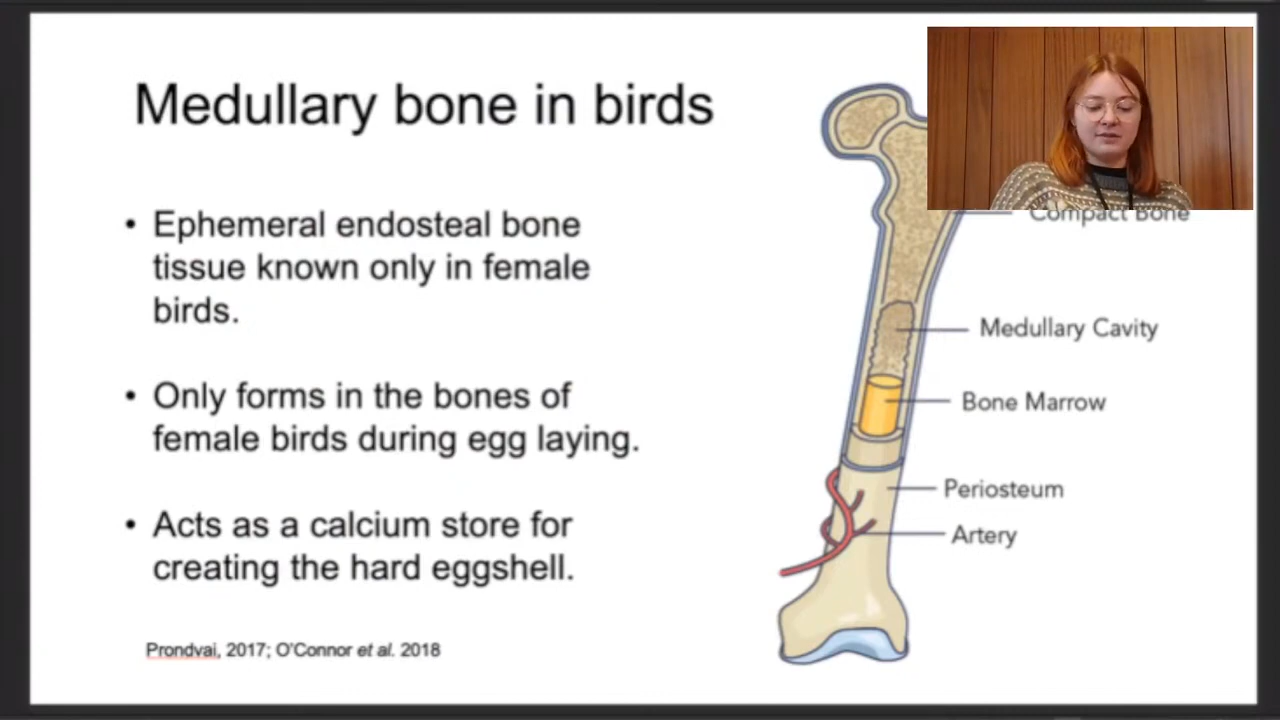 Medullary bone in birds
• Ephemeral endosteal bone
tissue known only in female
birds.
• Only forms in the bones of
female birds during egg laying.
• Acts as a calcium store for
creating the hard eggshell.
Prondvai, 2017; O'Connor et al. 2018
Compact Bone
Medullary Cavity
Bone Marrow
Periosteum
Artery